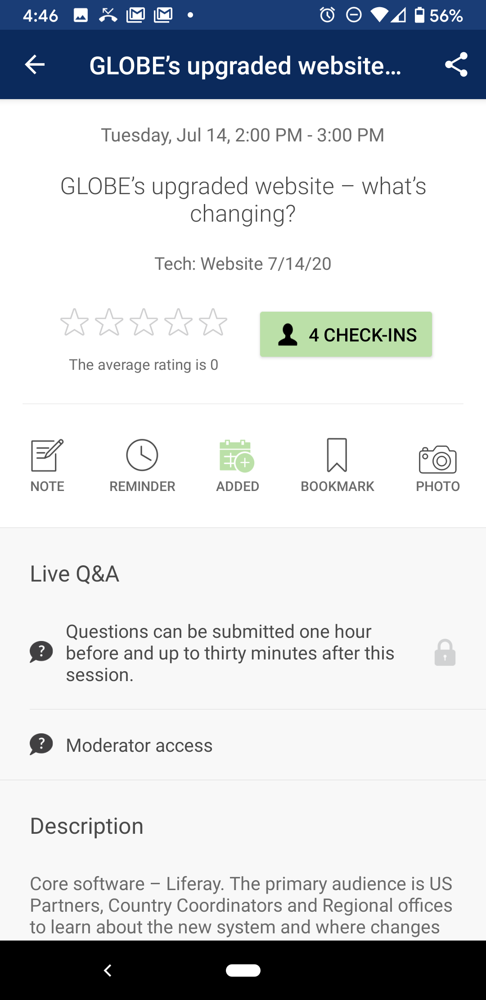 4:46 56%
GLOBE’s upgraded website...
Tuesday, Jul 14, 2:00 PM - 3:00 PM
GLOBE’s upgraded website – what’s
changing?
Tech: Website 7/14/20
4 CHECK-INS
The average rating is 0
NOTE REMINDER ADDED BOOKMARK PHOTO
Live Q&A
Questions can be submitted one hour
before and up to thirty minutes after this
session.
Moderator access
Description
Core software – Liferay. The primary audience is US
Partners, Country Coordinators and Regional offices
to learn about the new system and where changes